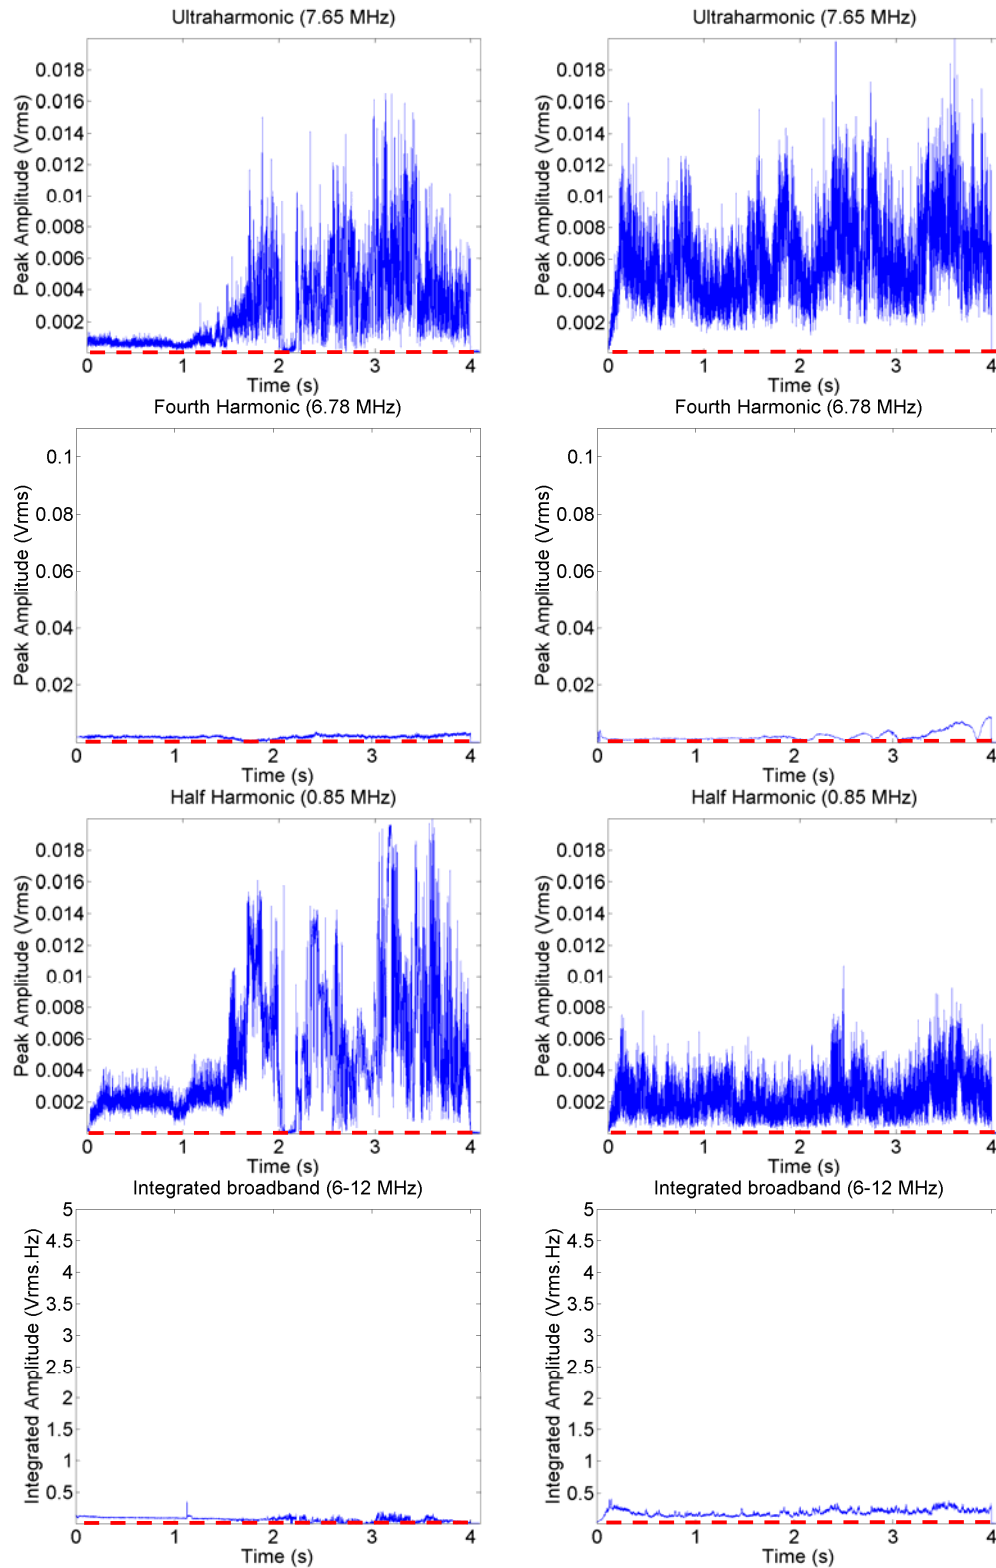 Ultraharmonic (7.65 MHz)
Peak Amplitude (Vrms)
0.018
0.016
0.014
0.012
0.01
0.008
0.006
0.004
0.002
0 1 2 3 4
Time (s)
Ultraharmonic (7.65 MHz)
Peak Amplitude (Vrms)
0.018
0.016
0.014
0.012
0.01
0.008
0.006
0.004
0.002
0 1 2 3 4
Time (s)
Fourth Harmonic (6.78 MHz)
Peak Amplitude (Vrms)
0.1
0.08
0.06
0.04
0.02
0 1 2 3 4
Time (s)
Fourth Harmonic (6.78 MHz)
Peak Amplitude (Vrms)
0.1
0.08
0.06
0.04
0.02
0 1 2 3 4
Time (s)
Half Harmonic (0.85 MHz)
Peak Amplitude (Vrms)
0.018
0.016
0.014
0.012
0.01
0.008
0.006
0.004
0.002
0 1 2 3 4
Time (s)
Half Harmonic (0.85 MHz)
Peak Amplitude (Vrms)
0.018
0.016
0.014
0.012
0.01
0.008
0.006
0.004
0.002
0 1 2 3 4
Time (s)
Integrated broadband (6-12 MHz)
Integrated Amplitude (Vrms.Hz)
5
4.5
4
3.5
3
2.5
2
1.5
1
0.5
0 1 2 3 4
Time (s)
Integrated broadband (6-12 MHz)
Integrated Amplitude (Vrms.Hz)
5
4.5
4
3.5
3
2.5
2
1.5
1
0.5
0 1 2 3 4
Time (s)